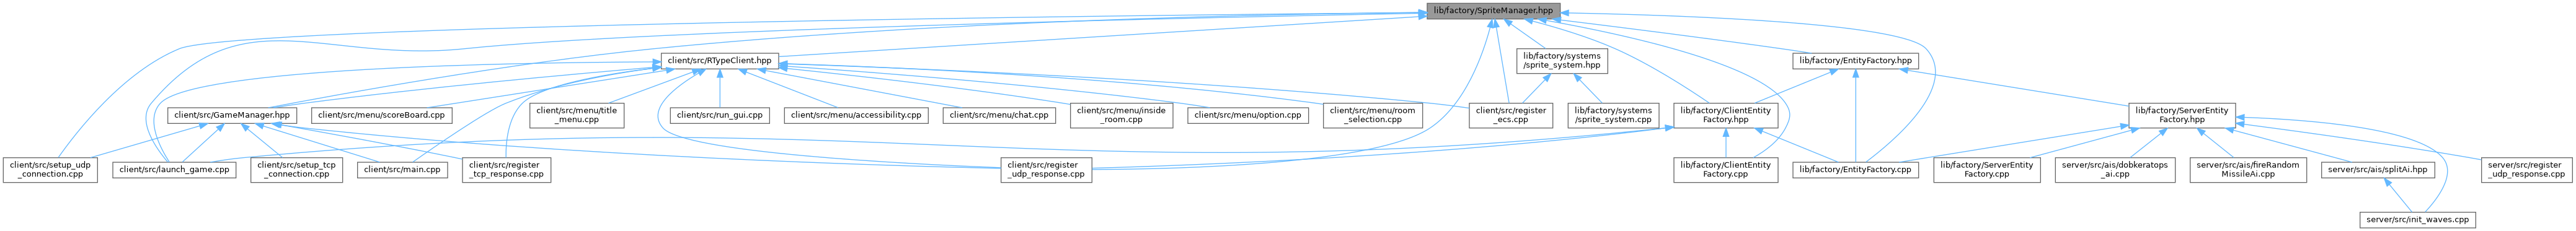 lib/factory/SpriteManager.hpp
client/src/RTypeClient.hpp
lib/factory/systems
/sprite_system.hpp
lib/factory/EntityFactory.hpp
client/src/GameManager.hpp
client/src/menu/scoreBoard.cpp
client/src/menu/title
_menu.cpp
client/src/run_gui.cpp
client/src/menu/accessibility.cpp
client/src/menu/chat.cpp
client/src/menu/inside
_room.cpp
client/src/menu/option.cpp
client/src/menu/room
_selection.cpp
client/src/register
_ecs.cpp
lib/factory/systems
/sprite_system.cpp
lib/factory/ClientEntity
Factory.hpp
lib/factory/ServerEntity
Factory.hpp
client/src/setup_udp
_connection.cpp
client/src/launch_game.cpp
client/src/setup_tcp
_connection.cpp
client/src/main.cpp
client/src/register
_tcp_response.cpp
client/src/register
_udp_response.cpp
lib/factory/ClientEntity
Factory.cpp
lib/factory/EntityFactory.cpp
lib/factory/ServerEntity
Factory.cpp
server/src/ais/dobkeratops
_ai.cpp
server/src/ais/fireRandom
MissileAi.cpp
server/src/ais/splitAi.hpp
server/src/register
_udp_response.cpp
server/src/init_waves.cpp